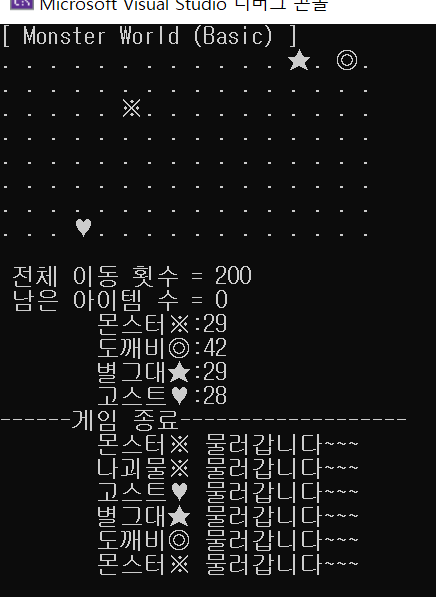 Microsoft Visual Studio 디버그 콘솔
[ Monster World (Basic) ]
. . . . . . . . . . . . ★. ◎.
. . . . . . . . . . . . . . . .
. . . . . ※. . . . . . . . . .
. . . . . . . . . . . . . . . .
. . . . . . . . . . . . . . . .
. . . . . . . . . . . . . . . .
. . . . . . . . . . . . . . . .
. . . ♥. . . . . . . . . . . .
전체 이동 횟수 = 200
남은 아이템 수 = 0
몬스터※:29
도깨비◎:42
별그대★:29
고스트♥:28
------게임 종료-------------------
몬스터※ 물러갑니다~~~
나괴물※ 물러갑니다~~~
고스트♥ 물러갑니다~~~
별그대★ 물러갑니다~~~
도깨비◎ 물러갑니다~~~
몬스터※ 물러갑니다~~~